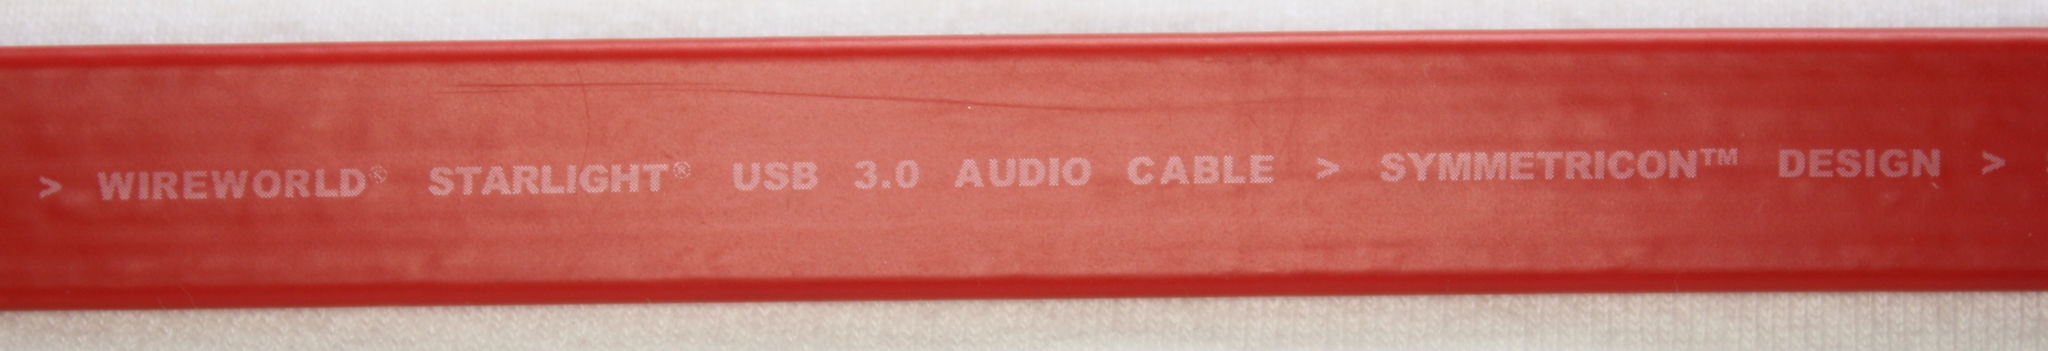 > WIREWORLD® STARLIGHT® USB 3.0 AUDIO CABLE > SYMMETRICON™ DESIGN >